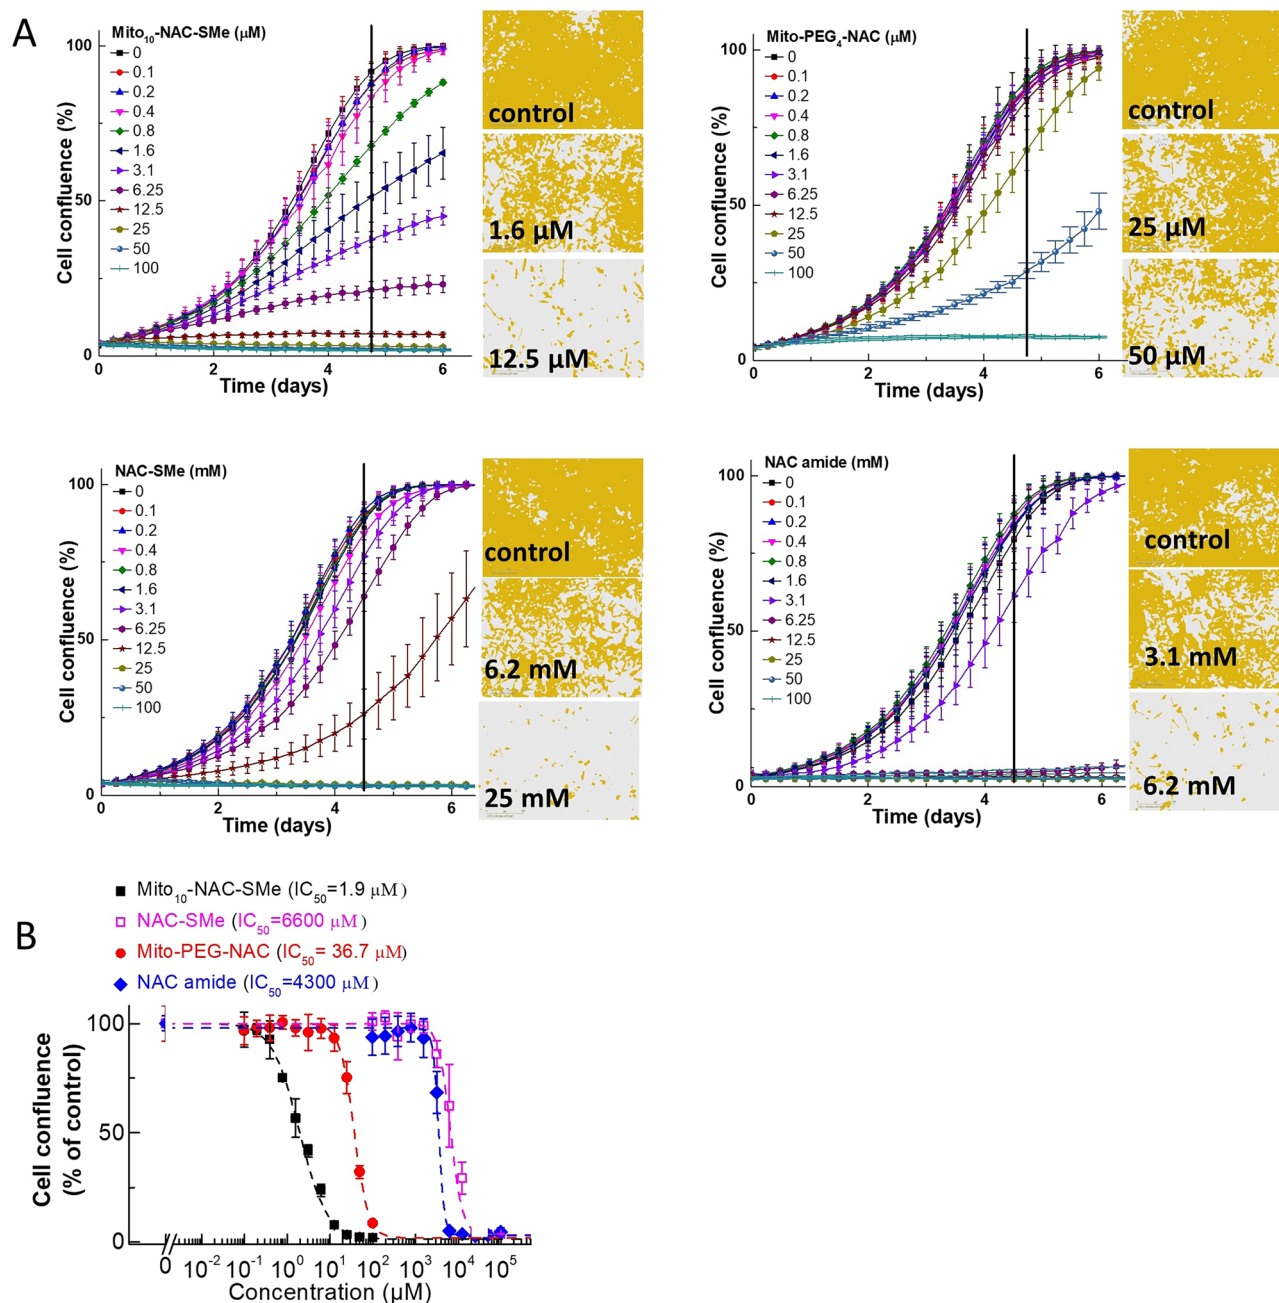 A
Mito10-NAC-SMe (μM)
0
0.1
0.2
0.4
0.8
1.6
3.1
6.25
12.5
25
50
100
Cell confluence (%)
100
50
0
0 2 4 6
Time (days)
control
1.6 μM
12.5 μM
Mito-PEG4-NAC (μM)
0
0.1
0.2
0.4
0.8
1.6
3.1
6.25
12.5
25
50
100
Cell confluence (%)
100
50
0
0 2 4 6
Time (days)
control
25 μM
50 μM
NAC-SMe (mM)
0
0.1
0.2
0.4
0.8
1.6
3.1
6.25
12.5
25
50
100
Cell confluence (%)
100
50
0
0 2 4 6
Time (days)
control
6.2 mM
25 mM
NAC amide (mM)
0
0.1
0.2
0.4
0.8
1.6
3.1
6.25
12.5
25
50
100
Cell confluence (%)
100
50
0
0 2 4 6
Time (days)
control
3.1 mM
6.2 mM
B
Mito10-NAC-SMe (IC50=1.9 μM)
NAC-SMe (IC50=6600 μM)
Mito-PEG-NAC (IC50= 36.7 μM)
NAC amide (IC50=4300 μM)
Cell confluence
(% of control)
100
50
0
0 10-2 10-1 100 101 102 103 104 105
Concentration (μM)